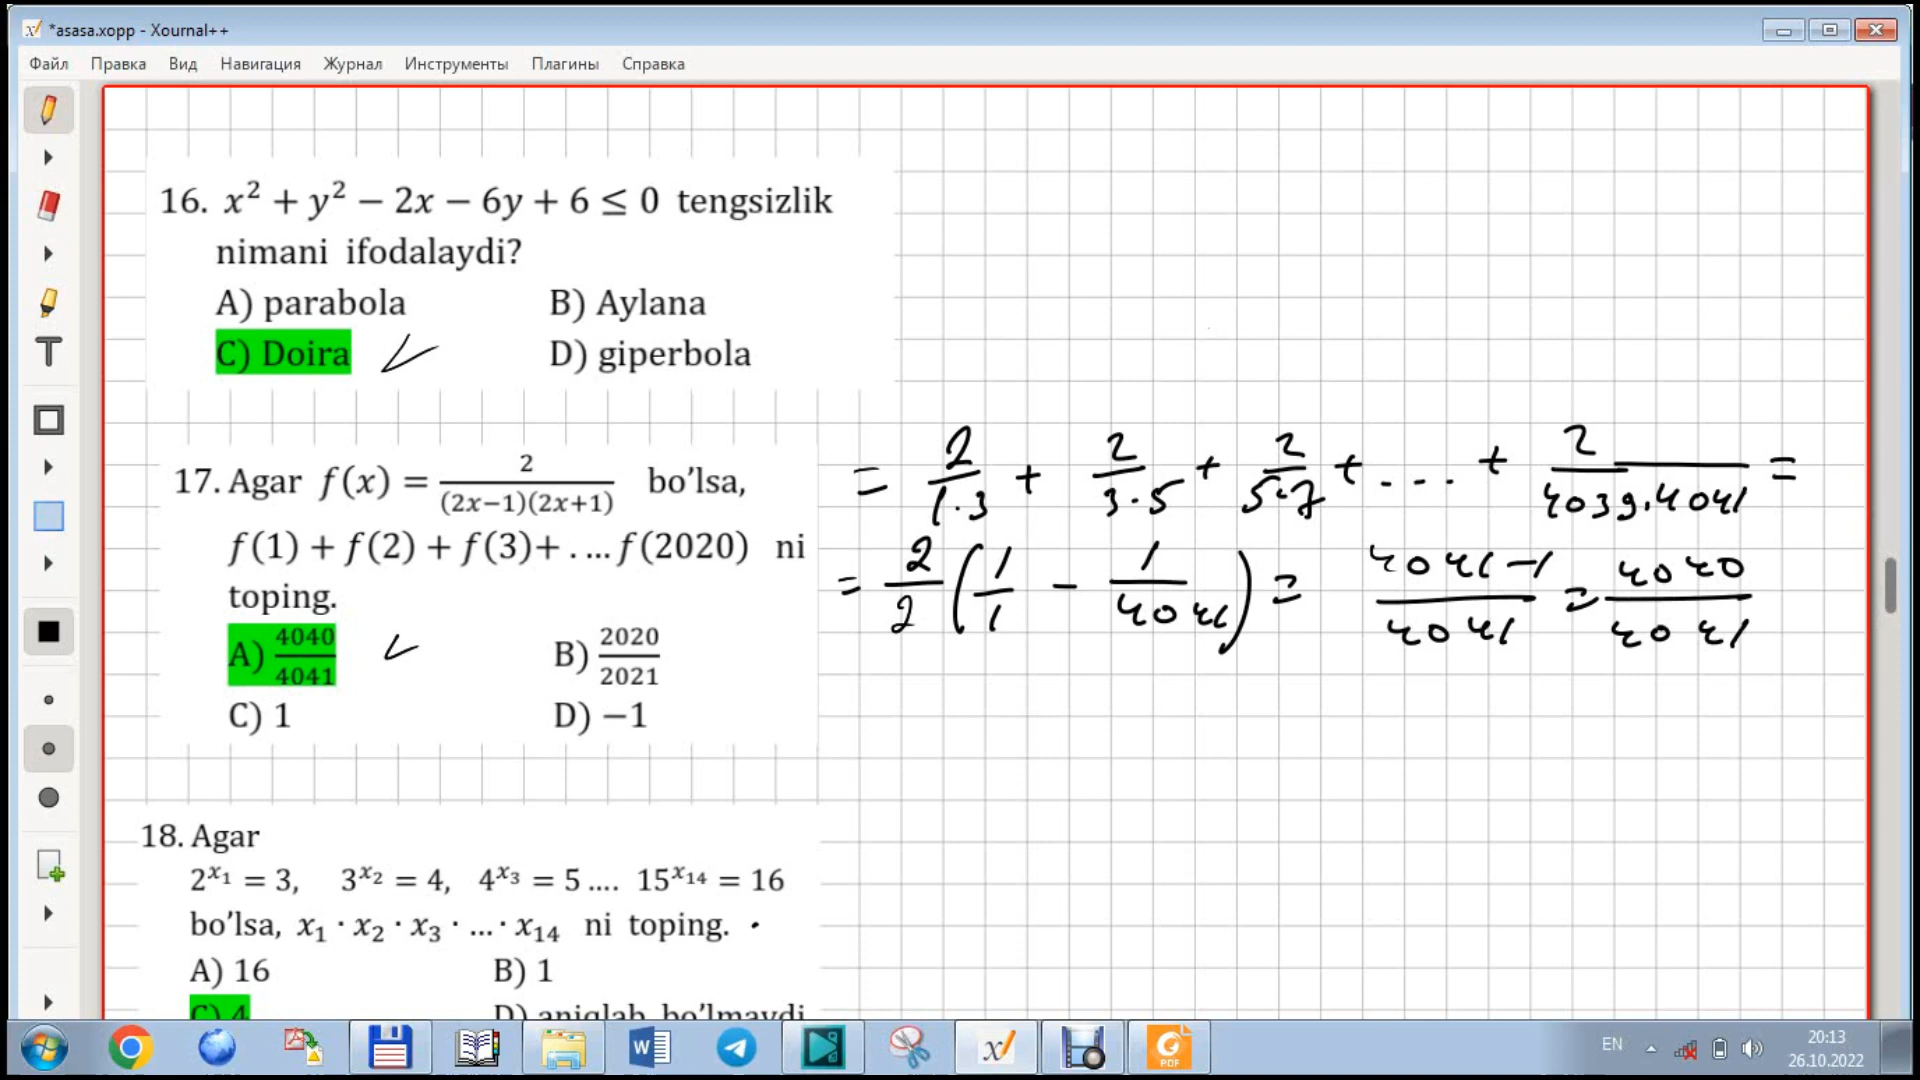 *asasa.xopp - Xournal++
Файл Правка Вид Навигация Журнал Инструменты Плагины Справка
16. x² + y² − 2x − 6y + 6 ≤ 0 tengsizlik
nimani ifodalaydi?
A) parabola B) Aylana
C) Doira D) giperbola
17. Agar f(x) = 2/((2x−1)(2x+1)) bo’lsa,
f(1) + f(2) + f(3)+ . … f(2020) ni
toping.
A) 4040/4041 B) 2020/2021
C) 1 D) −1
= 2/(1·3) + 2/(3·5) + 2/(5·7) + ... + 2/(4039·4041) =
= 2/2 (1/1 − 1/4041) = (4041−1)/4041 = 4040/4041
18. Agar
2^x₁ = 3, 3^x₂ = 4, 4^x₃ = 5 …. 15^x₁₄ = 16
bo’lsa, x₁ · x₂ · x₃ · … · x₁₄ ni toping.
A) 16 B) 1
C) 4 D) aniqlab bo’lmaydi
EN
20:13
26.10.2022
PDF